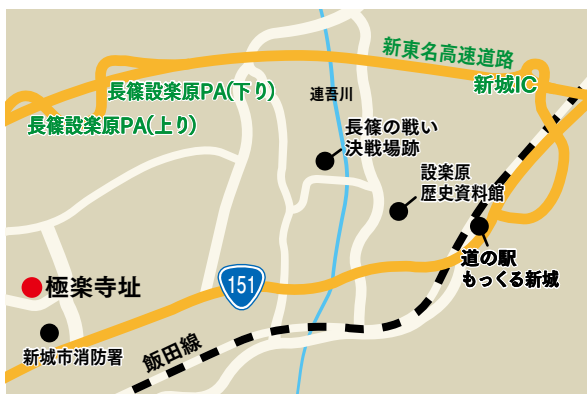 新東名高速道路
新城IC
長篠設楽原PA(下り)
長篠設楽原PA(上り)
連吾川
長篠の戦い
決戦場跡
設楽原
歴史資料館
道の駅
もっくる新城
151
極楽寺址
新城市消防署
飯田線